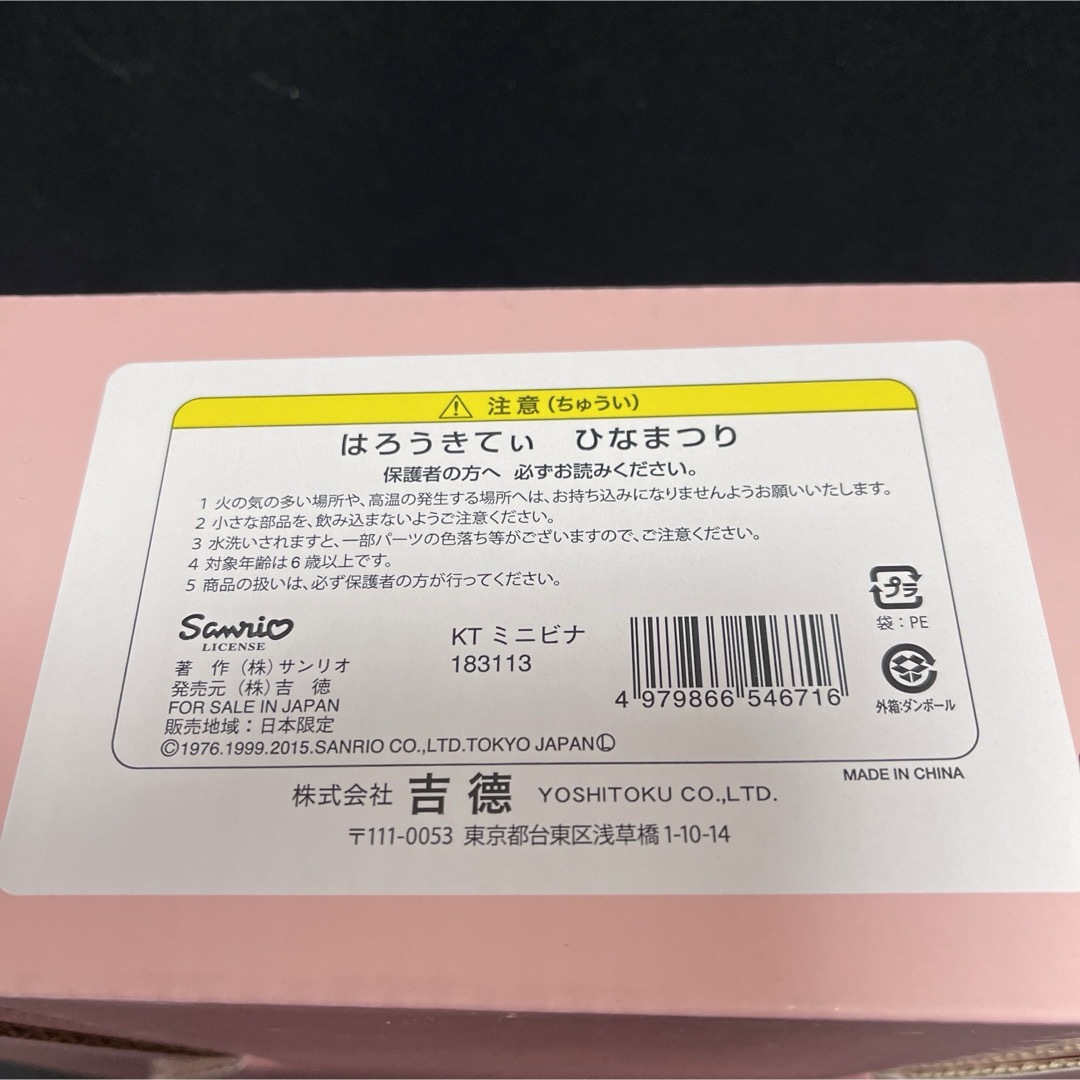 注意(ちゅうい)
はろうきてぃ ひなまつり
保護者の方へ 必ずお読みください。
1 火の気の多い場所や、高温の発生する場所へは、お持ち込みになりませんようお願いいたします。
2 小さな部品を、飲み込まないようご注意ください。
3 水洗いされますと、一部パーツの色落ち等がございますので、ご注意ください。
4 対象年齢は6歳以上です。
5 商品の扱いは、必ず保護者の方が行ってください。
プラ
袋:PE
外箱:ダンボール
Sanrio
LICENSE
著 作 (株)サンリオ
発売元 (株)吉 徳
FOR SALE IN JAPAN
販売地域:日本限定
©1976.1999.2015.SANRIO CO.,LTD.TOKYO JAPAN Ⓛ
KT ミニビナ
183113
4 979866 546716
MADE IN CHINA
株式会社 吉徳 YOSHITOKU CO.,LTD.
〒111-0053 東京都台東区浅草橋1-10-14